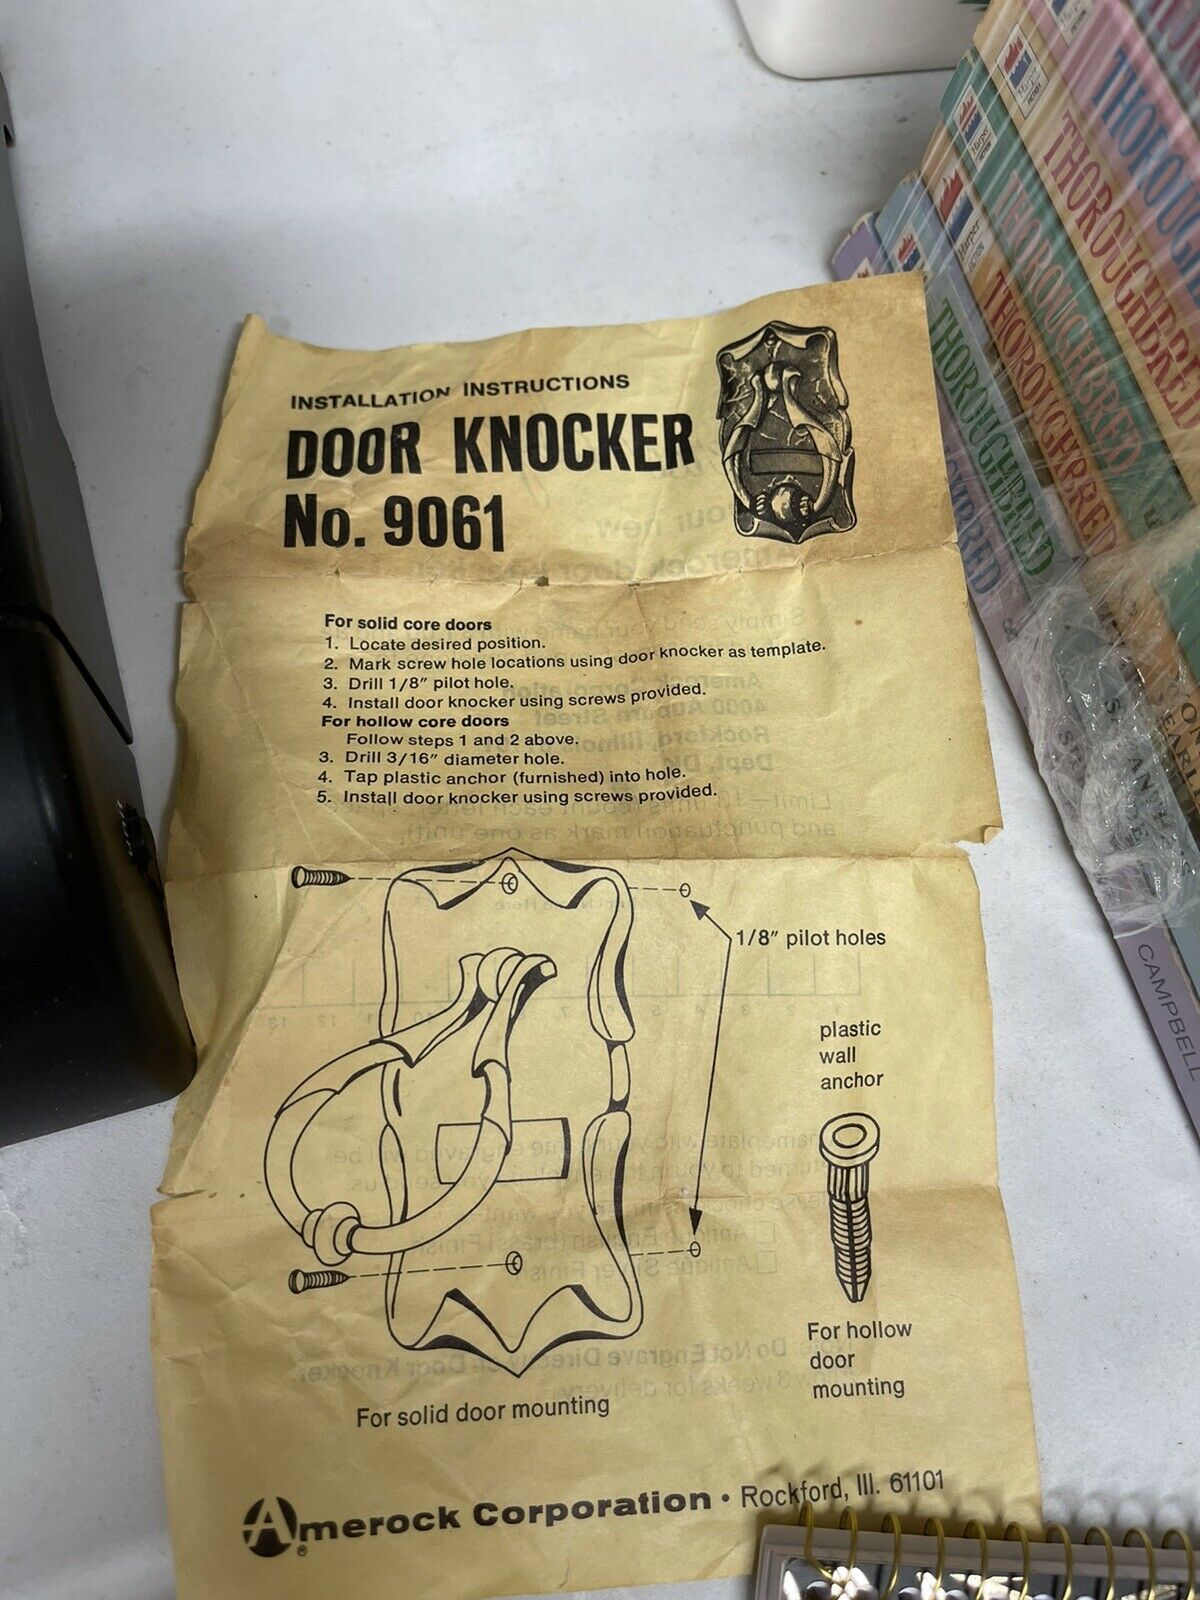 INSTALLATION INSTRUCTIONS
DOOR KNOCKER
No. 9061
For solid core doors
1. Locate desired position.
2. Mark screw hole locations using door knocker as template.
3. Drill 1/8" pilot hole.
4. Install door knocker using screws provided.
For hollow core doors
Follow steps 1 and 2 above.
3. Drill 3/16" diameter hole.
4. Tap plastic anchor (furnished) into hole.
5. Install door knocker using screws provided.
1/8" pilot holes
plastic
wall
anchor
For hollow
door
mounting
For solid door mounting
Amerock Corporation • Rockford, Ill. 61101
®
THOROUGHBRED
THOROUGHBRED
THOROUGHBRED
THOROUGHBRED
Harper
CAMPBELL